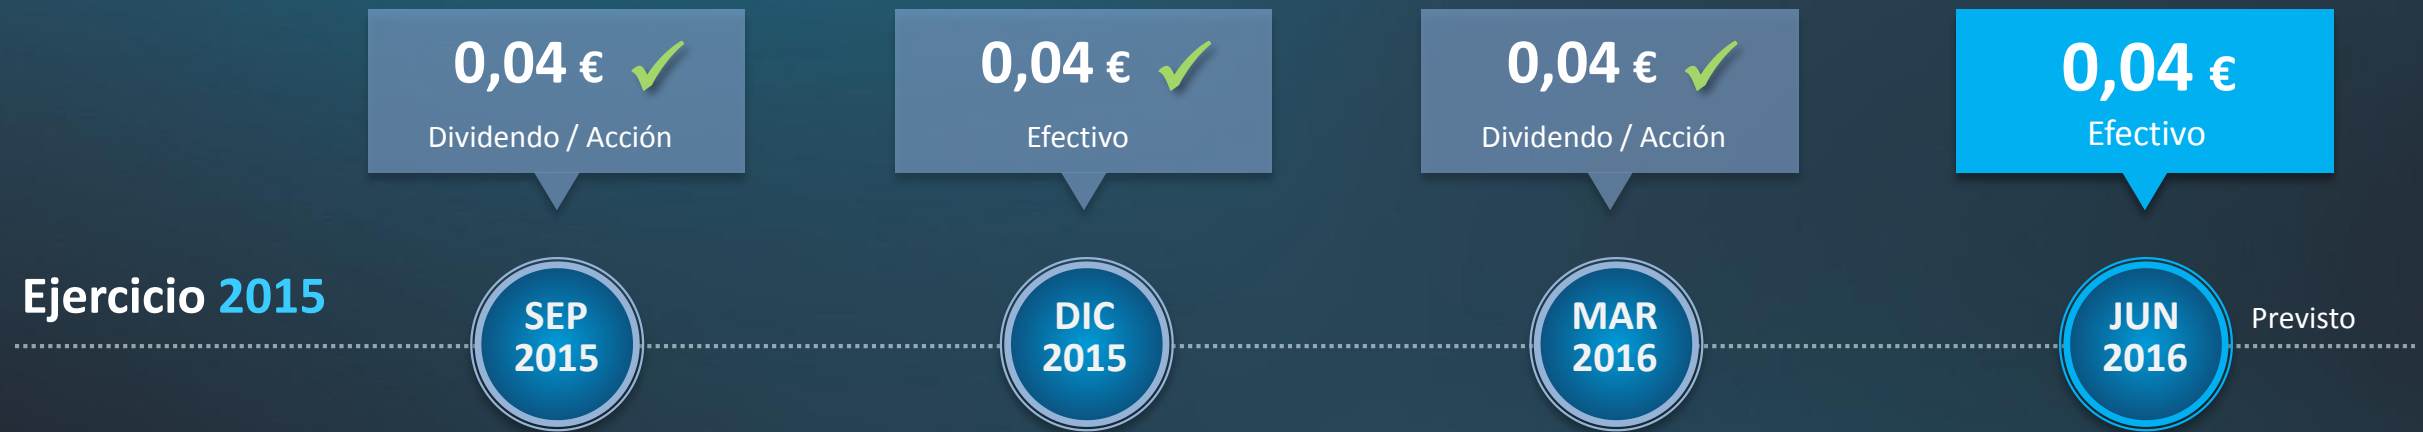 0,04 €
Dividendo / Acción
0,04 €
Efectivo
0,04 €
Dividendo / Acción
0,04 €
Efectivo
Ejercicio 2015
SEP
2015
DIC
2015
MAR
2016
JUN
2016
Previsto